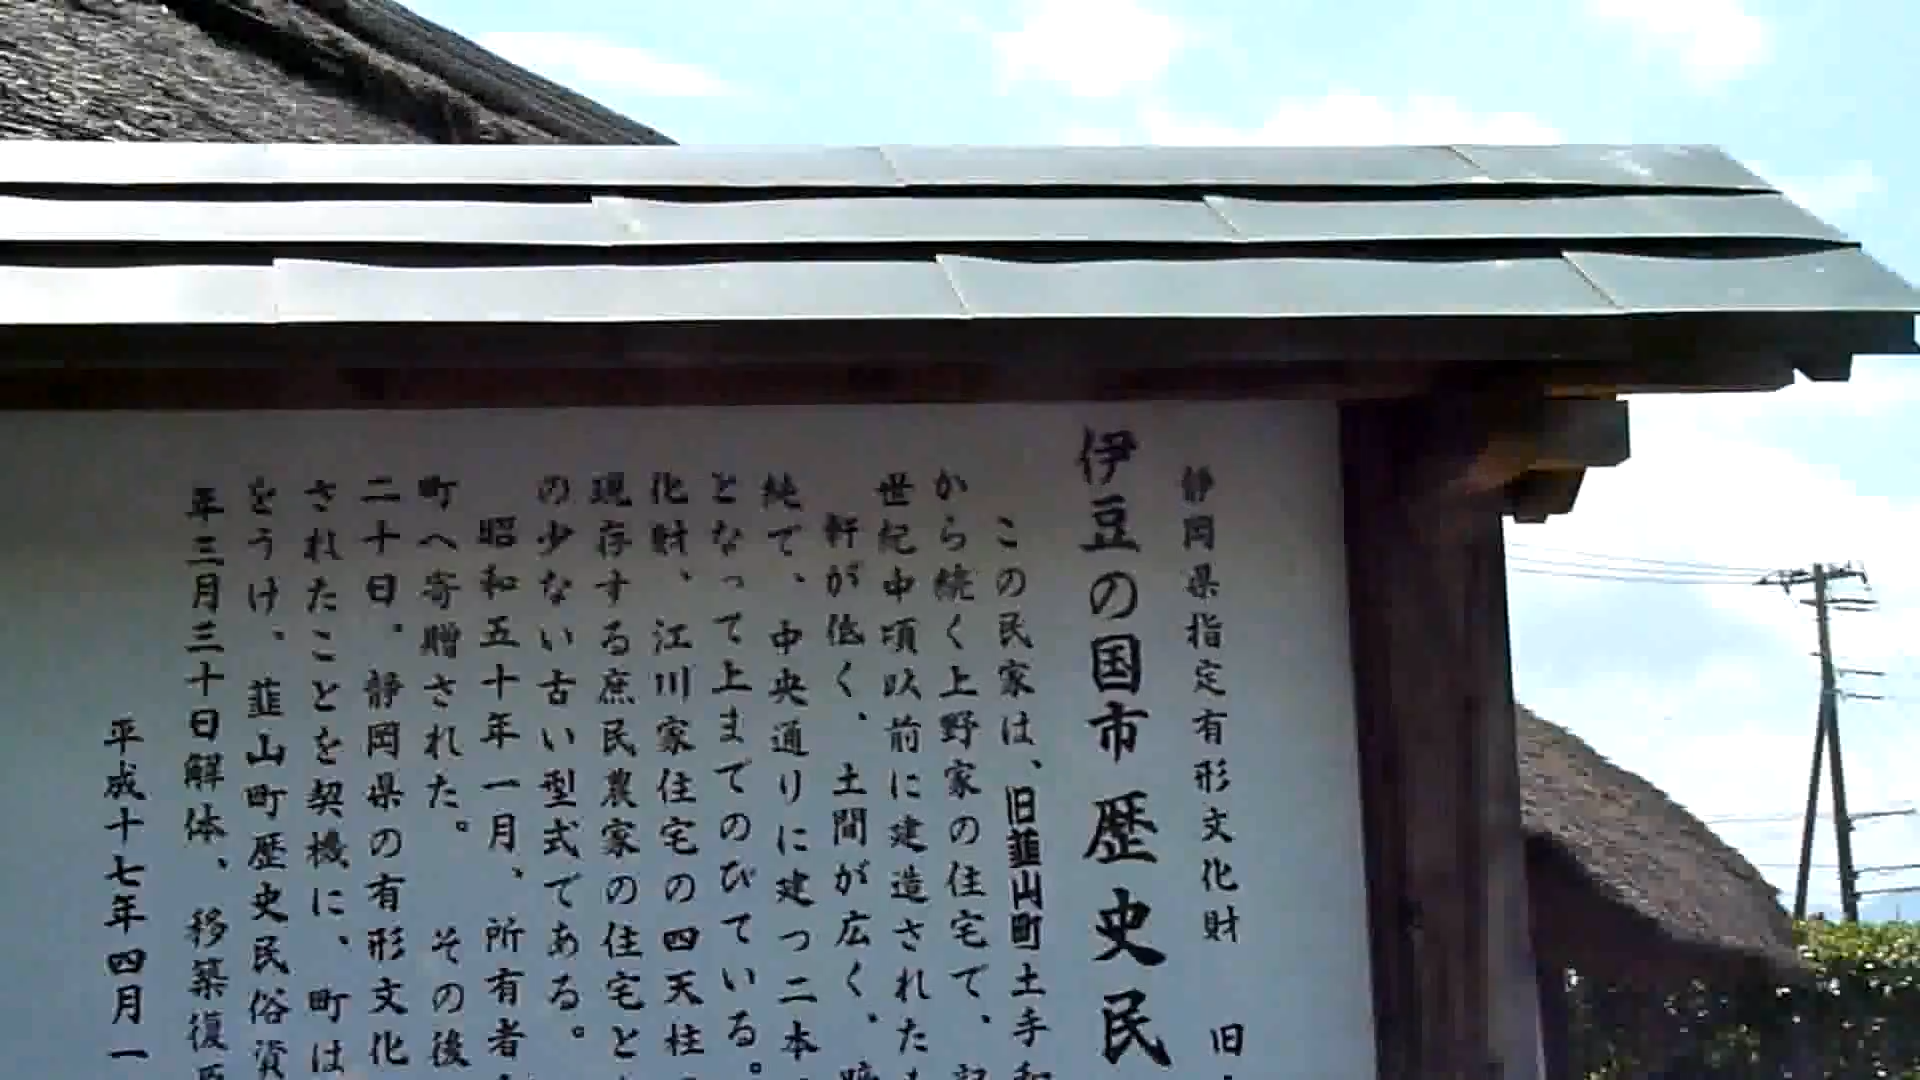 静岡県指定有形文化財 旧
伊豆の国市歴史民
この民家は、旧韮山町土手和
から続く上野家の住宅で、記
世紀中頃以前に建造された
軒が低く、土間が広く、
純で、中央通りに建つ二本
となって上までのびている。
化財、江川家住宅の四天柱
現存する庶民農家の住宅と
の少ない古い型式である。
昭和五十年一月、所有者
町へ寄贈された。その後
二十日、静岡県の有形文化
されたことを契機に、町は
をうけ、韮山町歴史民俗資
年三月三十日解体、移築復
平成十七年四月一